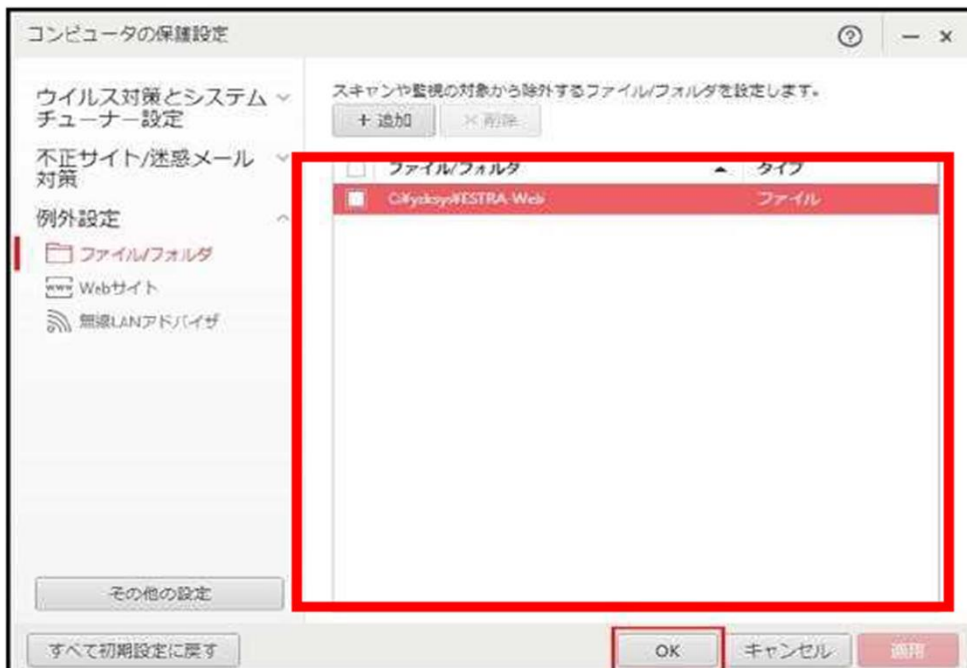 コンピュータの保護設定
ウイルス対策とシステム
チューナー設定
不正サイト/迷惑メール
対策
例外設定
ファイル/フォルダ
www Webサイト
無線LANアドバイザ
その他の設定
すべて初期設定に戻す
スキャンや監視の対象から除外するファイル/フォルダを設定します。
+ 追加 × 削除
ファイル/フォルダ タイプ
ファイル
OK キャンセル 適用